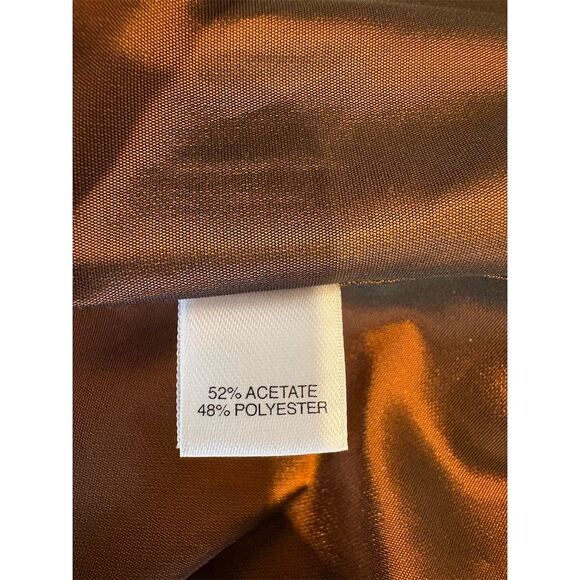 52% ACETATE
48% POLYESTER